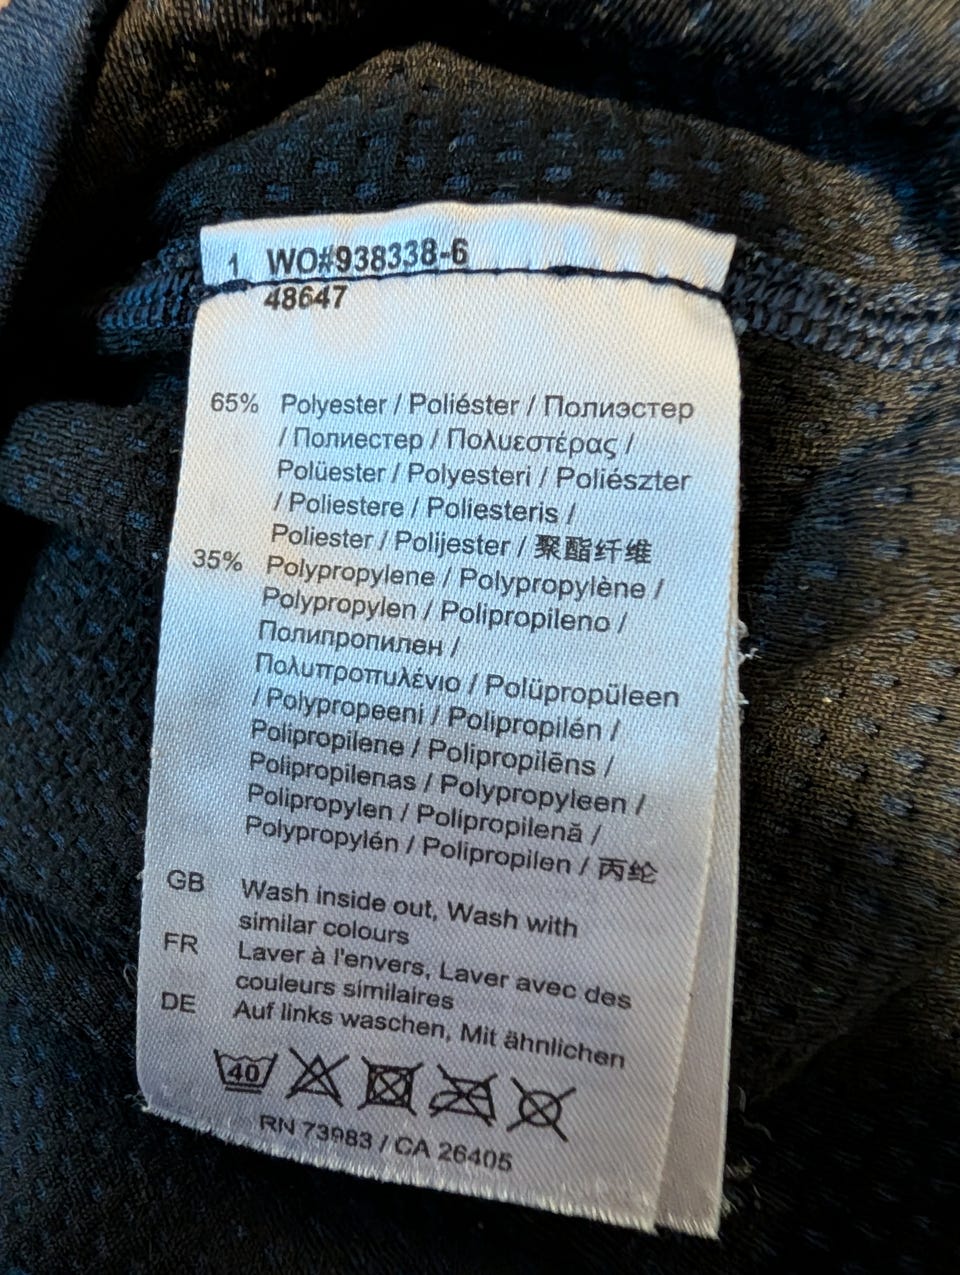 1 WO#938338-6
48647
65% Polyester / Poliéster / Полиэстер
/ Полиестер / Πολυεστέρας /
Polüester / Polyesteri / Poliészter
/ Poliestere / Poliesteris /
Poliester / Polijester / 聚酯纤维
35% Polypropylene / Polypropylène /
Polypropylen / Polipropileno /
Полипропилен /
Πολυπροπυλένιο / Polüpropüleen
/ Polypropeeni / Polipropilén /
Polipropilene / Polipropilēns /
Polipropilenas / Polypropyleen /
Polipropylen / Polipropilenă /
Polypropylén / Polipropilen / 丙纶
GB Wash inside out, Wash with
similar colours
FR Laver à l'envers, Laver avec des
couleurs similaires
DE Auf links waschen, Mit ähnlichen
40
RN 73983 / CA 26405